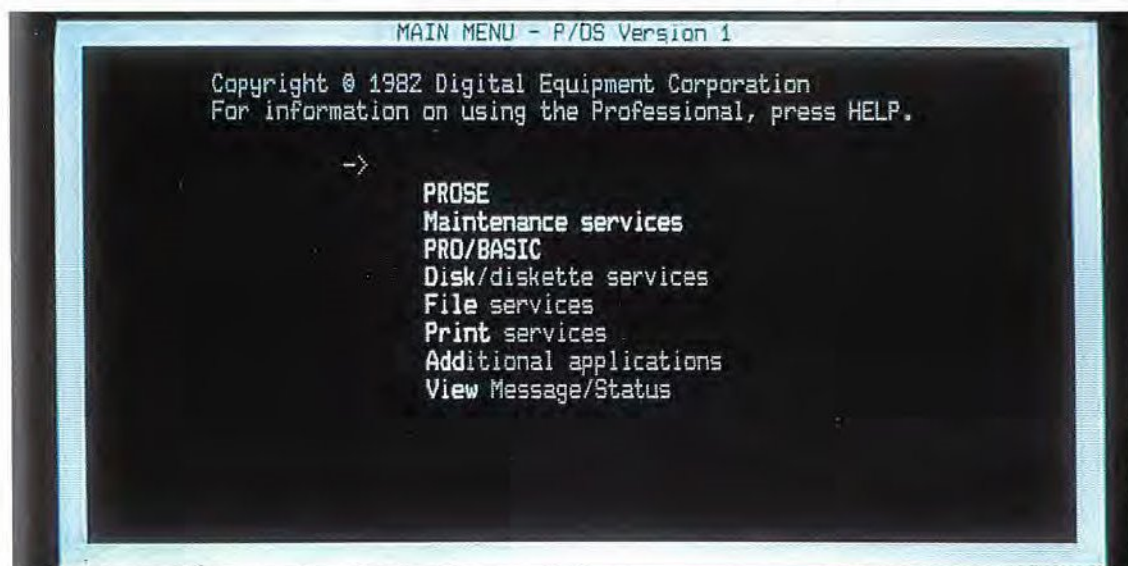 MAIN MENU - P/OS Version 1
Copyright © 1982 Digital Equipment Corporation
For information on using the Professional, press HELP.
->
PROSE
Maintenance services
PRO/BASIC
Disk/diskette services
File services
Print services
Additional applications
View Message/Status